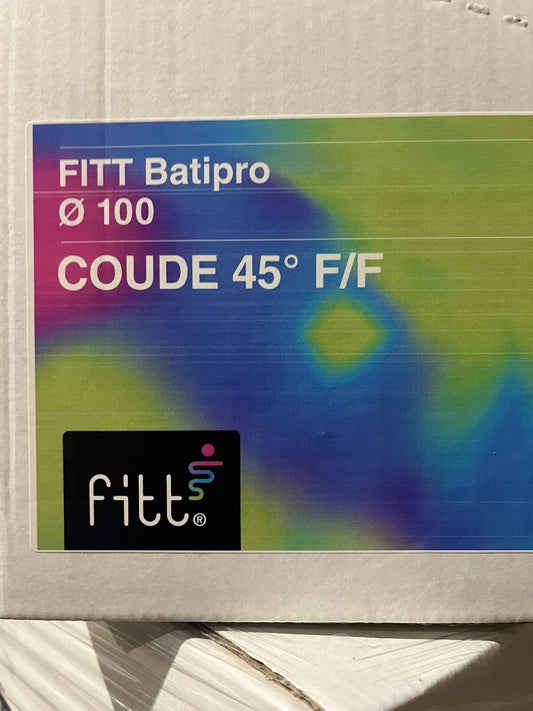 FITT Batipro
Ø 100
COUDE 45° F/F
fitt®